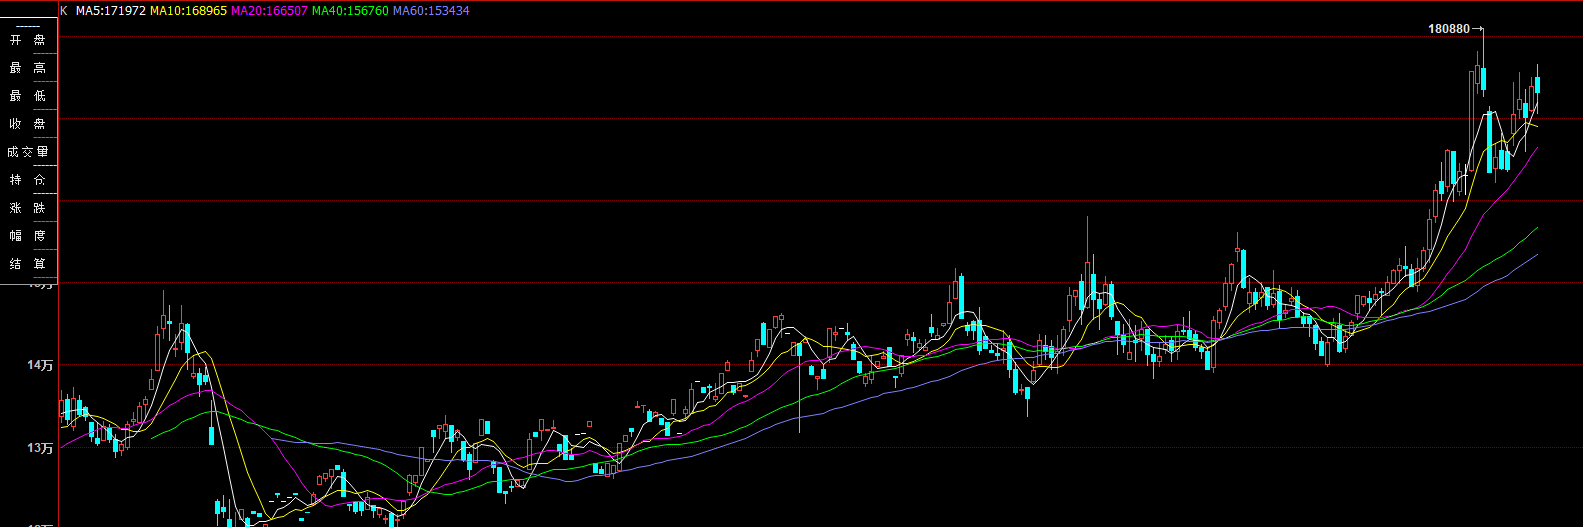 K MA5:171972 MA10:168965 MA20:166507 MA40:156760 MA60:153434
180880
开 盘
最 高
最 低
收 盘
成交量
持 仓
涨 跌
幅 度
结 算
14万
13万